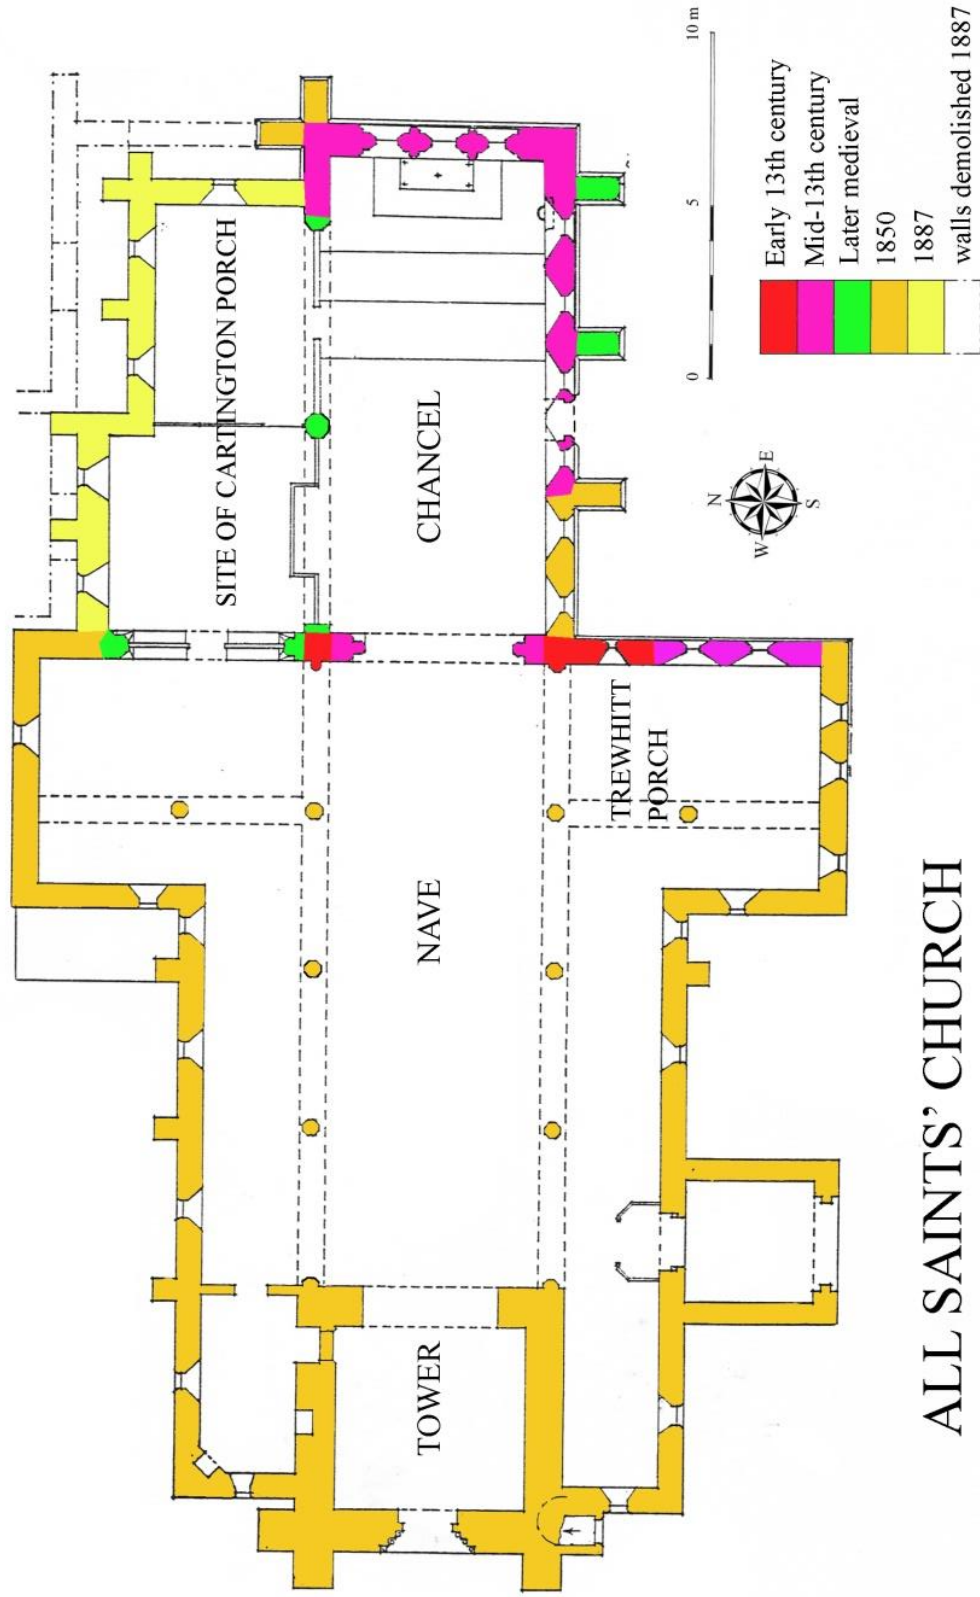 SITE OF CARTINGTON PORCH
CHANCEL
TREWHITT
PORCH
NAVE
TOWER
N
E
S
W
0
5
10 m
Early 13th century
Mid-13th century
Later medieval
1850
1887
walls demolished 1887
ALL SAINTS’ CHURCH